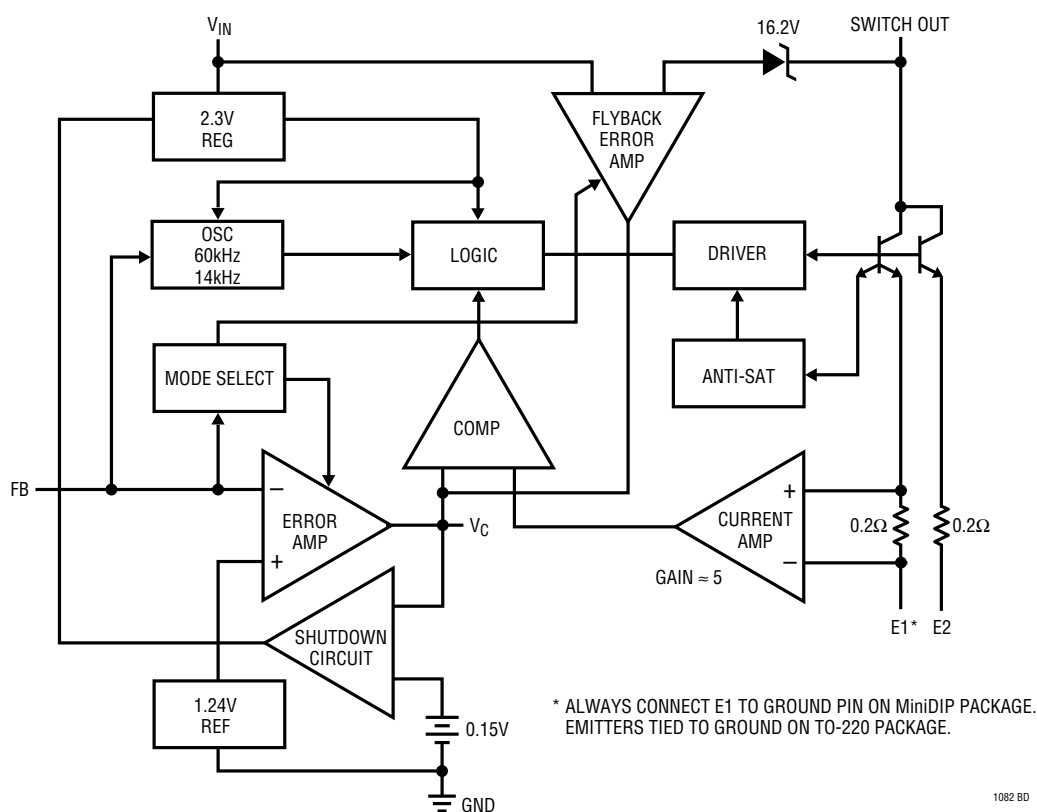 V_IN
16.2V
SWITCH OUT
2.3V
REG
FLYBACK
ERROR
AMP
OSC
60kHz
14kHz
LOGIC
DRIVER
MODE SELECT
ANTI-SAT
COMP
FB
−
ERROR
AMP
+
V_C
+
CURRENT
AMP
−
0.2Ω
0.2Ω
GAIN ≈ 5
E1*
E2
SHUTDOWN
CIRCUIT
1.24V
REF
0.15V
GND
* ALWAYS CONNECT E1 TO GROUND PIN ON MiniDIP PACKAGE.
EMITTERS TIED TO GROUND ON TO-220 PACKAGE.
1082 BD